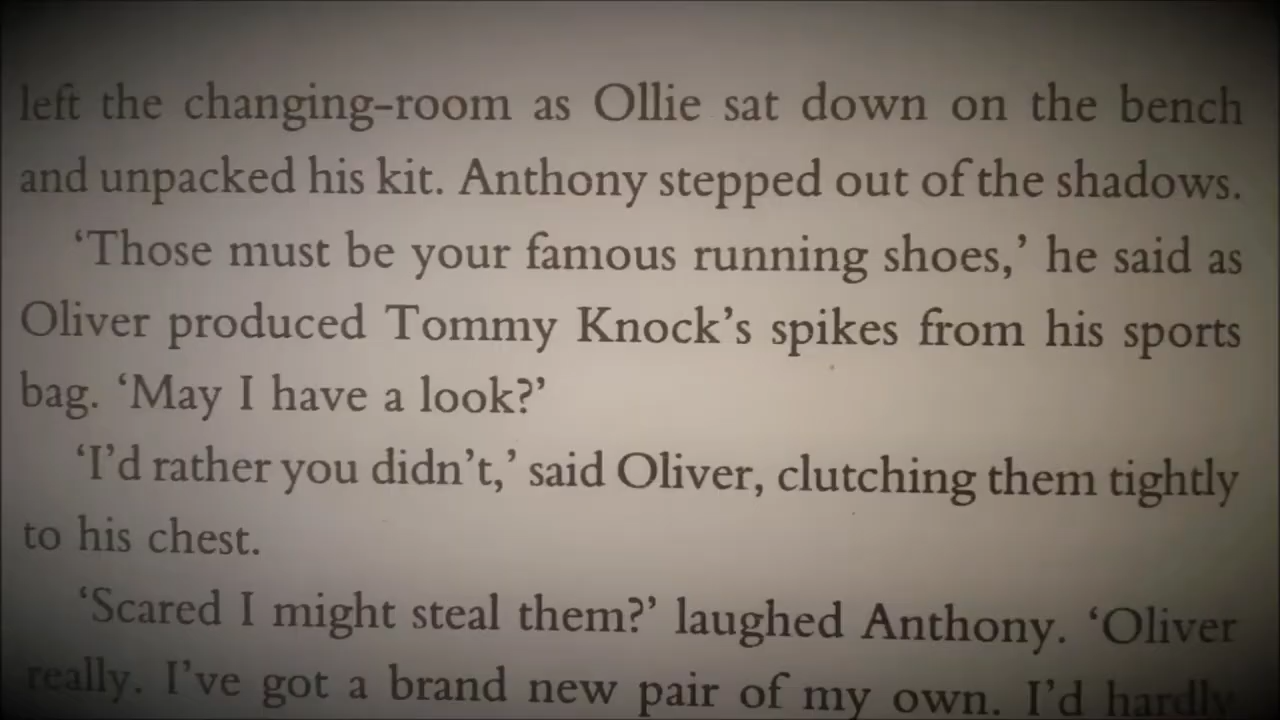 left the changing-room as Ollie sat down on the bench
and unpacked his kit. Anthony stepped out of the shadows.
‘Those must be your famous running shoes,’ he said as
Oliver produced Tommy Knock’s spikes from his sports
bag. ‘May I have a look?’
‘I’d rather you didn’t,’ said Oliver, clutching them tightly
to his chest.
‘Scared I might steal them?’ laughed Anthony. ‘Oliver
really. I’ve got a brand new pair of my own. I’d hardly